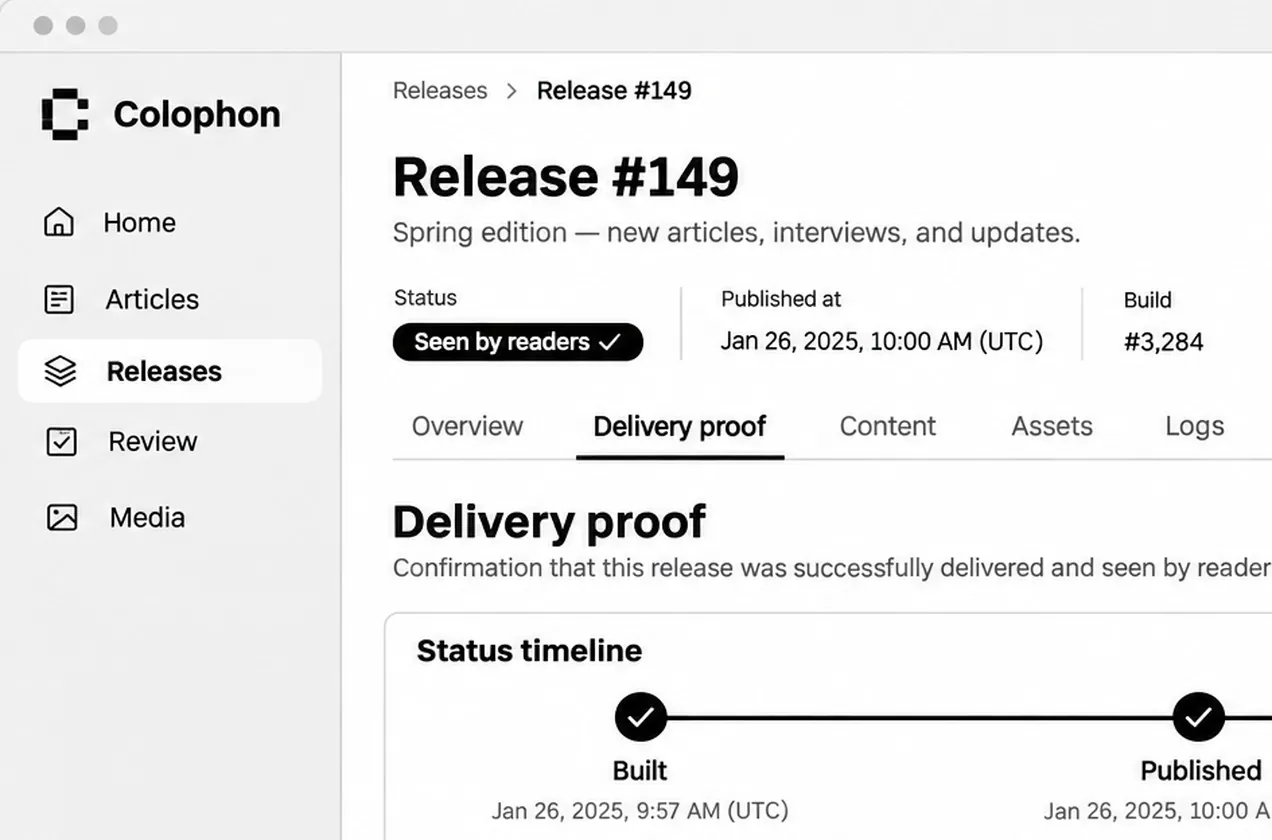 Colophon
Home
Articles
Releases
Review
Media
Releases > Release #149
Release #149
Spring edition — new articles, interviews, and updates.
Status
Seen by readers ✓
Published at
Jan 26, 2025, 10:00 AM (UTC)
Build
#3,284
Overview Delivery proof Content Assets Logs
Delivery proof
Confirmation that this release was successfully delivered and seen by reader
Status timeline
Built
Jan 26, 2025, 9:57 AM (UTC)
Published
Jan 26, 2025, 10:00 A